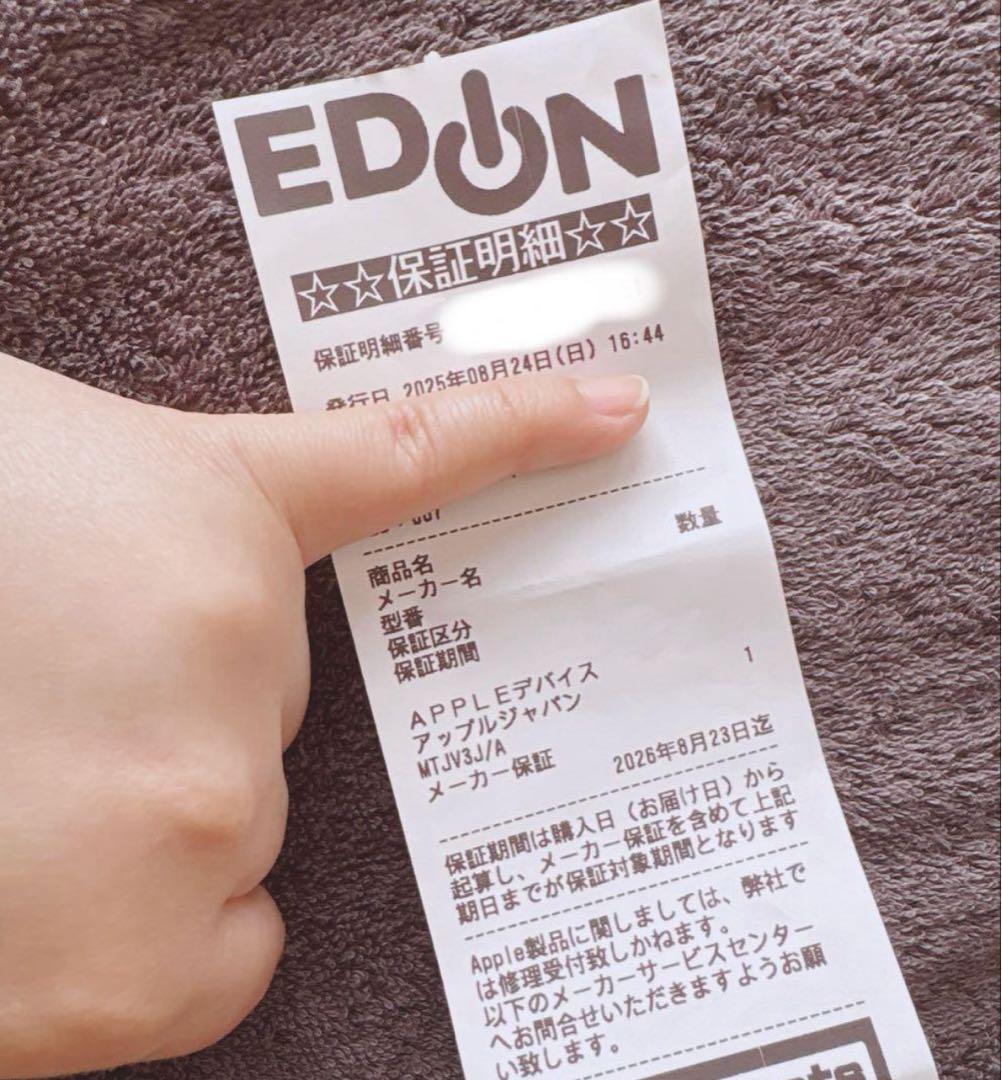 EDION
☆☆保証明細☆☆
保証明細番号
発行日 2025年08月24日(日) 16:44
数量
商品名
メーカー名
型番
保証区分
保証期間
APPLEデバイス 1
アップルジャパン
MTJV3J/A
メーカー保証 2026年8月23日迄
保証期間は購入日(お届け日)から
起算し、メーカー保証を含めて上記
期日までが保証対象期間となります
Apple製品に関しましては、弊社で
は修理受付致しかねます。
以下のメーカーサービスセンター
へお問合せいただきますようお願
い致します。